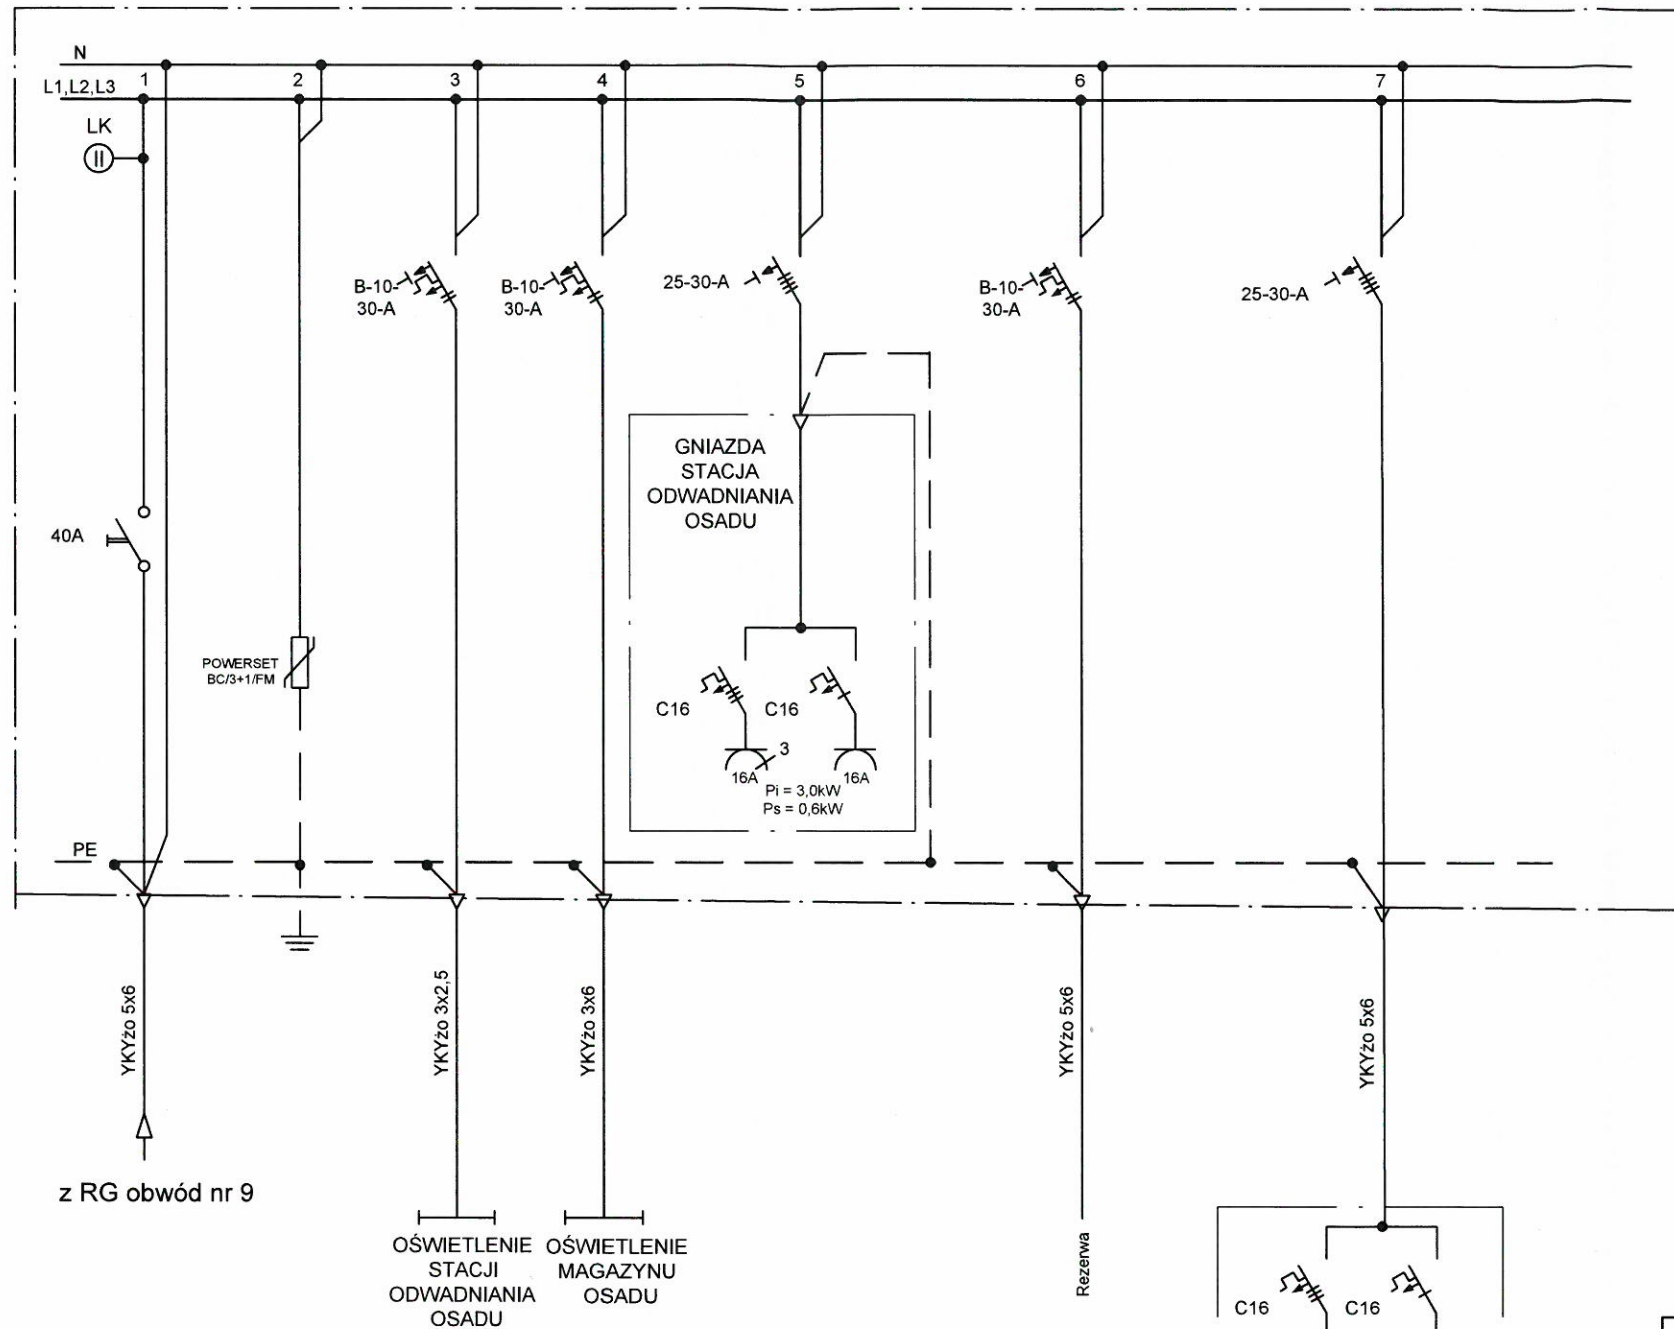 N
L1,L2,L3
1
2
3
4
5
6
7
LK
B-10-
30-A
B-10-
30-A
25-30-A
B-10-
30-A
25-30-A
GNIAZDA
STACJA
ODWADNIANIA
OSADU
40A
POWERSET
BC/3+1/FM
C16
C16
3
16A
16A
Pi = 3,0kW
Ps = 0,6kW
PE
YKYżo 5x6
YKYżo 3x2,5
YKYżo 3x6
YKYżo 5x6
YKYżo 5x6
z RG obwód nr 9
OŚWIETLENIE
STACJI
ODWADNIANIA
OSADU
OŚWIETLENIE
MAGAZYNU
OSADU
Rezerwa
C16
C16